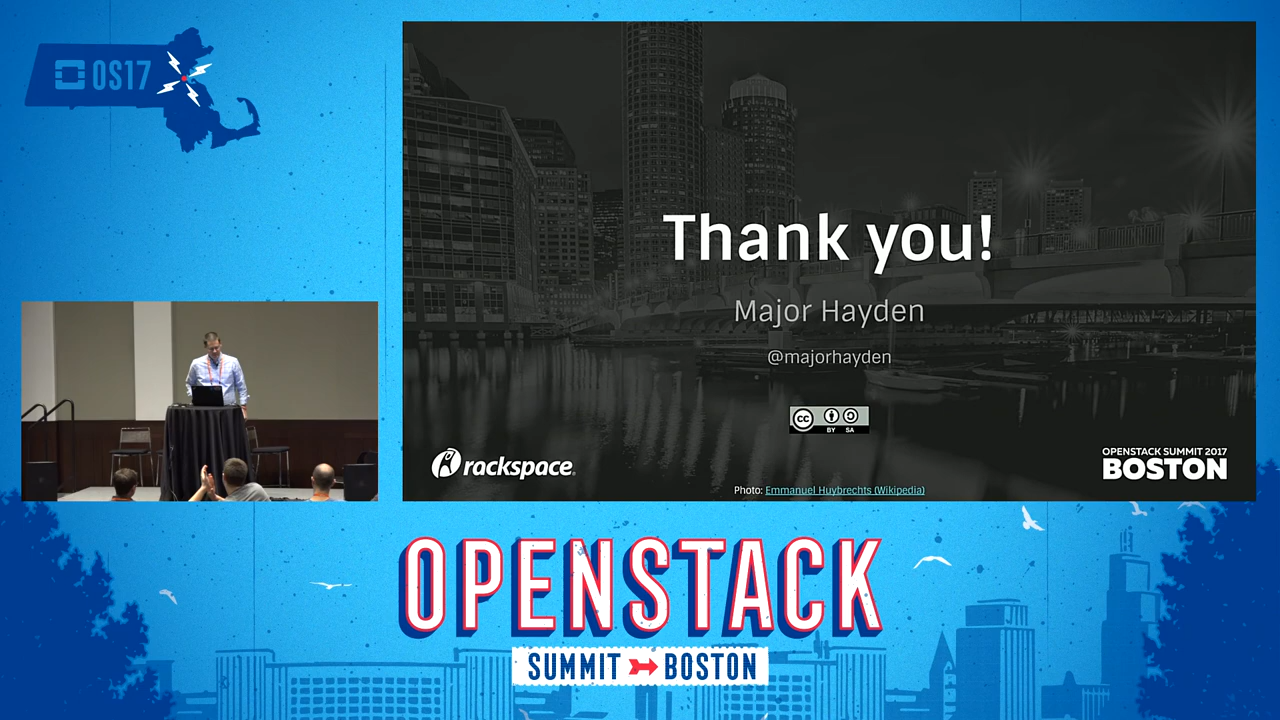 OS17
Thank you!
Major Hayden
@majorhayden
cc
BY SA
rackspace®
OPENSTACK SUMMIT 2017
BOSTON
Photo: Emmanuel Huybrechts (Wikipedia)
OPENSTACK
SUMMIT BOSTON